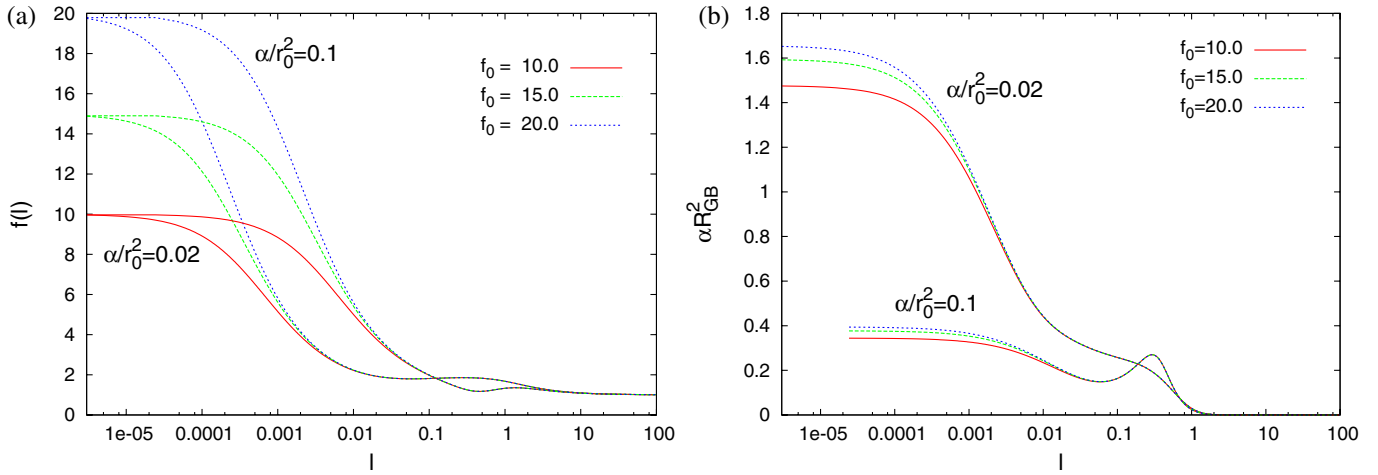 (a)
20
18
16
14
12
10
8
6
4
2
0
f(l)
α/r₀²=0.1
α/r₀²=0.02
f₀ = 10.0
f₀ = 15.0
f₀ = 20.0
1e-05 0.0001 0.001 0.01 0.1 1 10 100
l
(b)
1.8
1.6
1.4
1.2
1
0.8
0.6
0.4
0.2
0
αR²GB
α/r₀²=0.02
α/r₀²=0.1
f₀=10.0
f₀=15.0
f₀=20.0
1e-05 0.0001 0.001 0.01 0.1 1 10 100
l